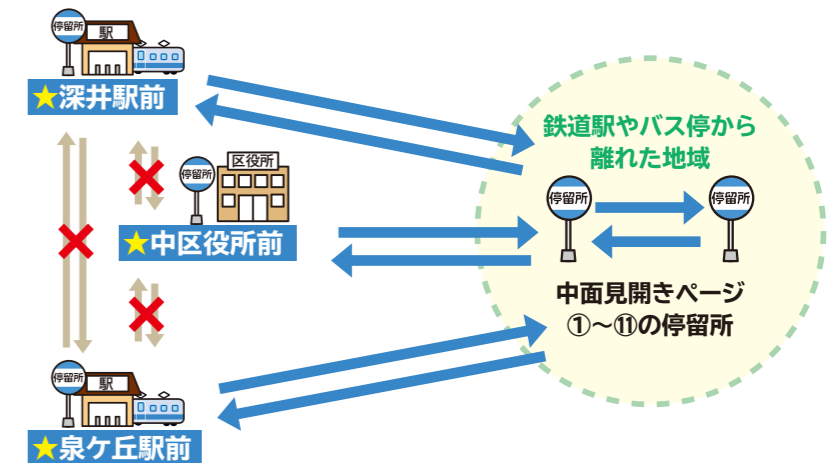 停留所
駅
★深井駅前
停留所
区役所
★中区役所前
停留所
駅
★泉ケ丘駅前
鉄道駅やバス停から
離れた地域
停留所
停留所
中面見開きページ
①～⑪の停留所